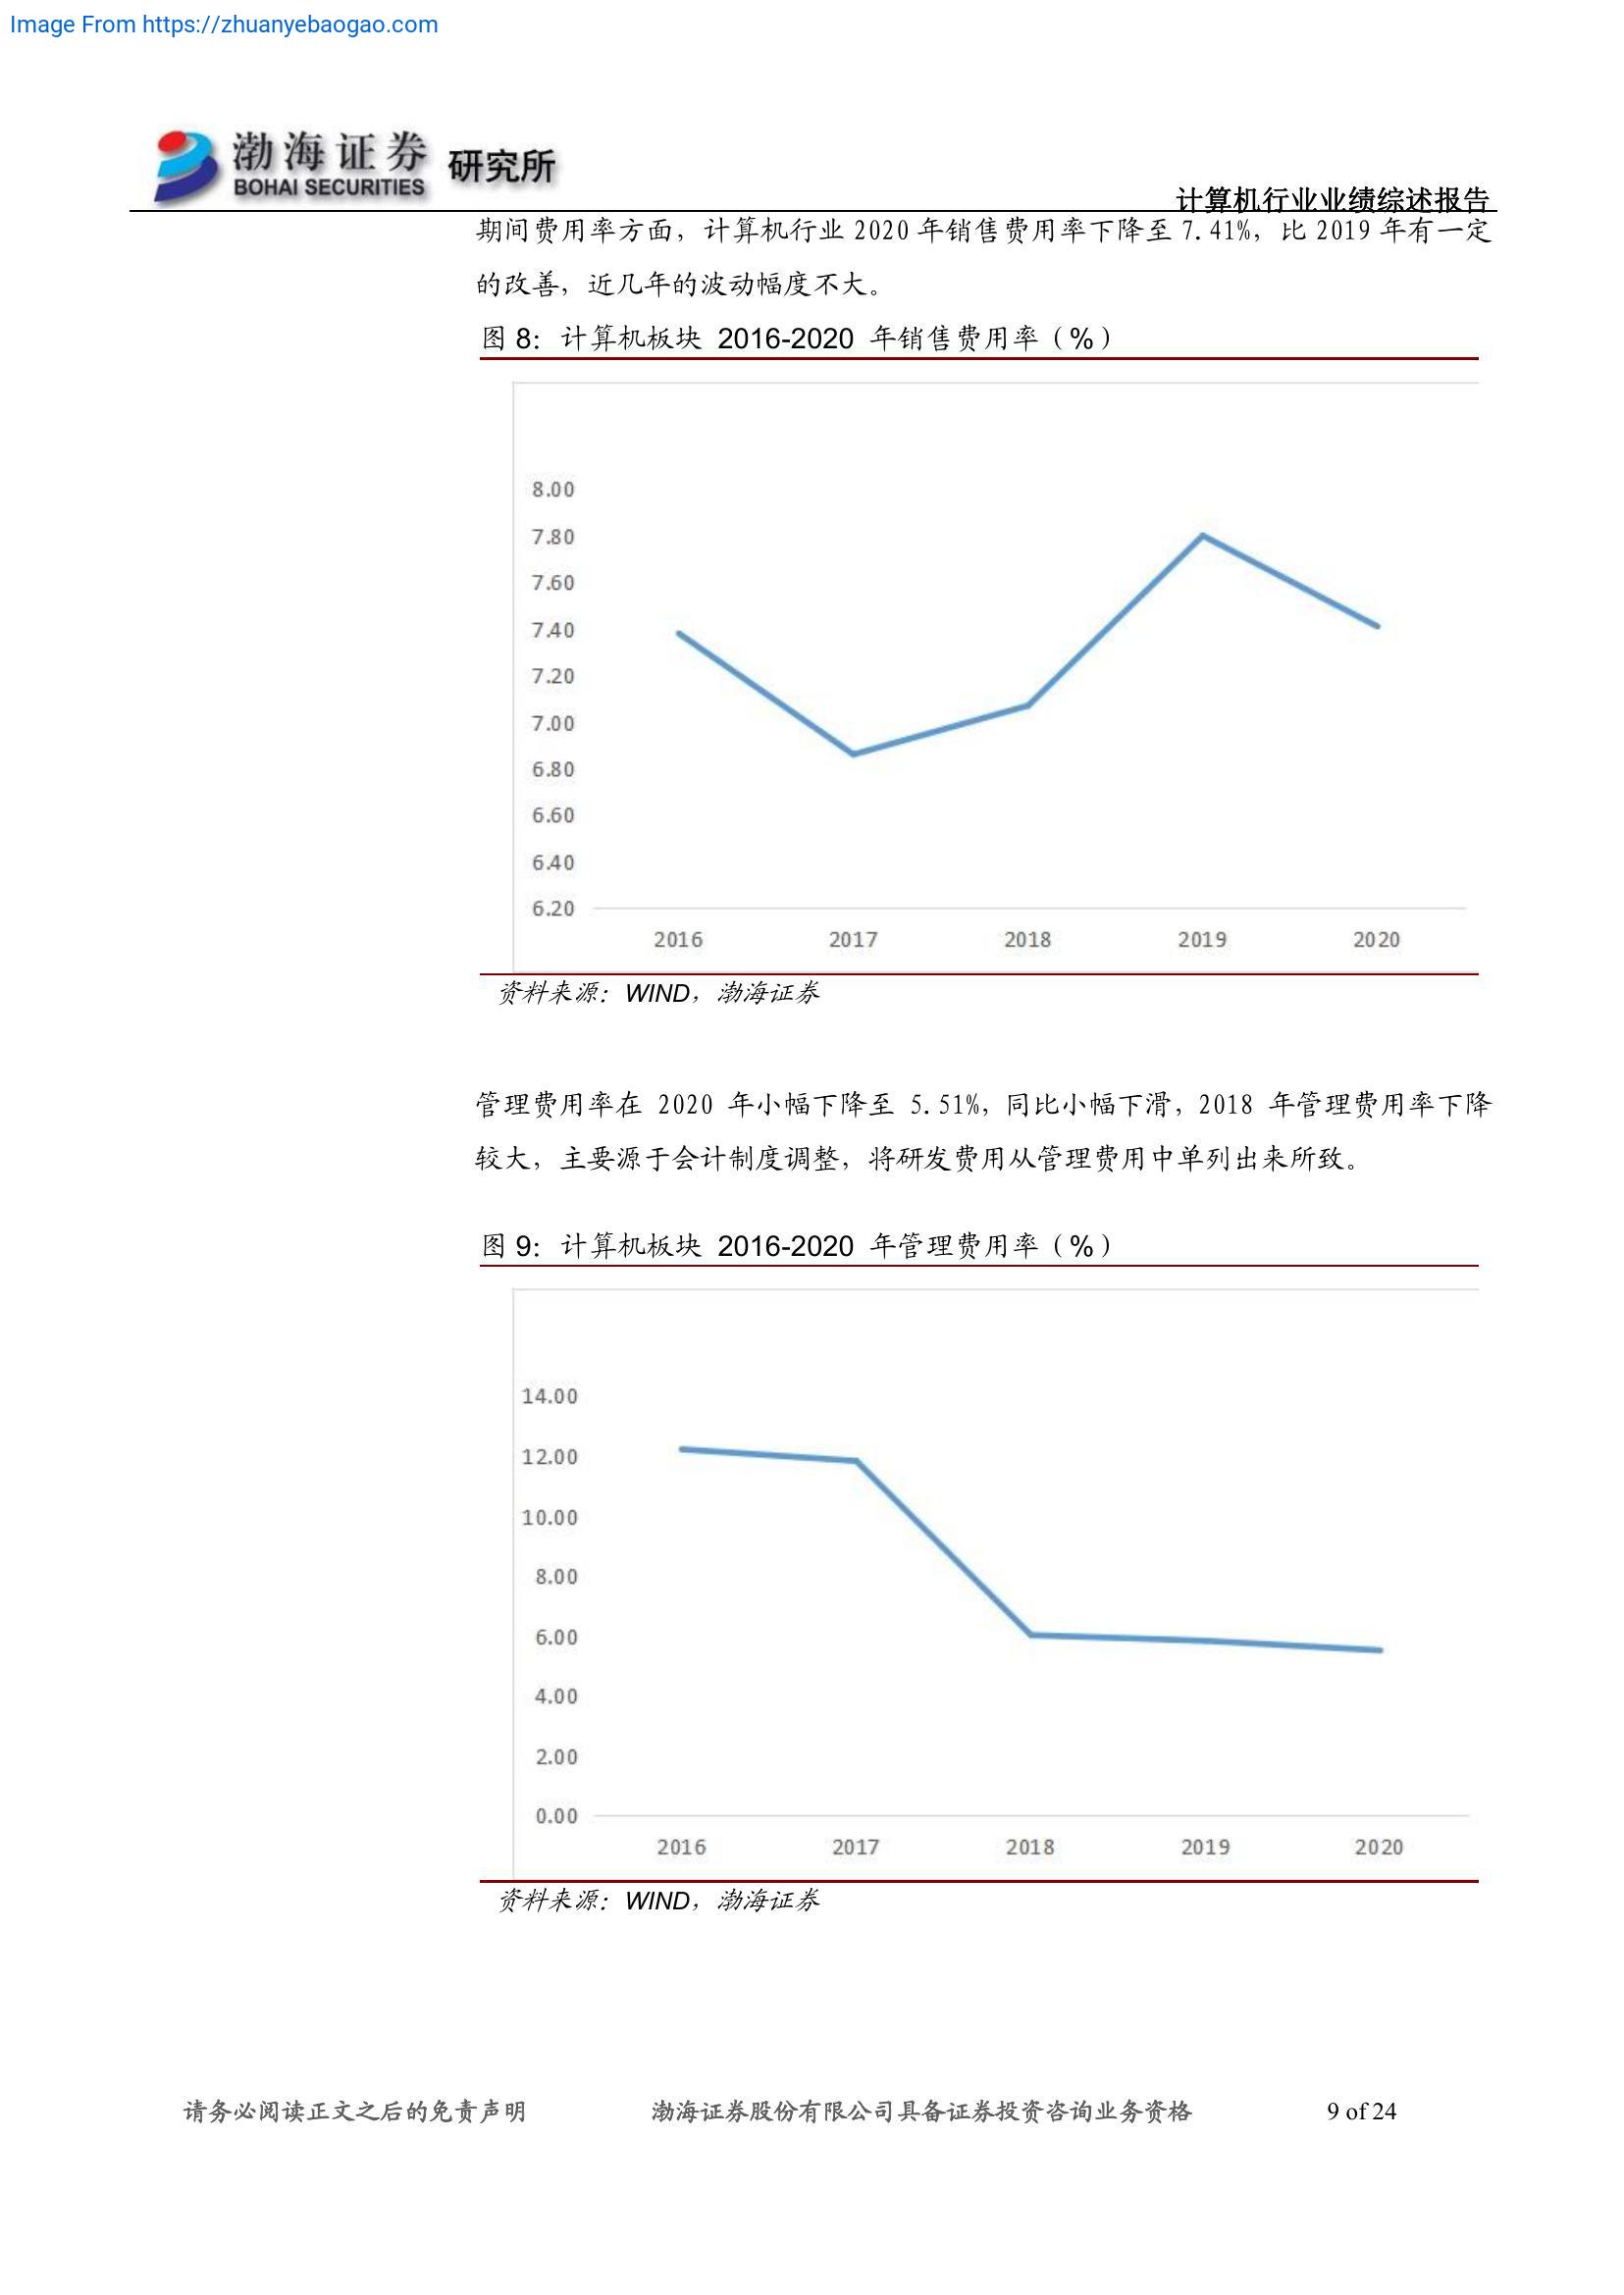 Image From https://zhuanyebaogao.com
渤海证券 研究所
BOHAI SECURITIES
计算机行业业绩综述报告
期间费用率方面，计算机行业 2020 年销售费用率下降至 7.41%，比 2019 年有一定
的改善，近几年的波动幅度不大。
图 8：计算机板块 2016-2020 年销售费用率（%）
8.00
7.80
7.60
7.40
7.20
7.00
6.80
6.60
6.40
6.20
2016 2017 2018 2019 2020
资料来源：WIND，渤海证券
管理费用率在 2020 年小幅下降至 5.51%，同比小幅下滑，2018 年管理费用率下降
较大，主要源于会计制度调整，将研发费用从管理费用中单列出来所致。
图 9：计算机板块 2016-2020 年管理费用率（%）
14.00
12.00
10.00
8.00
6.00
4.00
2.00
0.00
2016 2017 2018 2019 2020
资料来源：WIND，渤海证券
请务必阅读正文之后的免责声明 渤海证券股份有限公司具备证券投资咨询业务资格 9 of 24